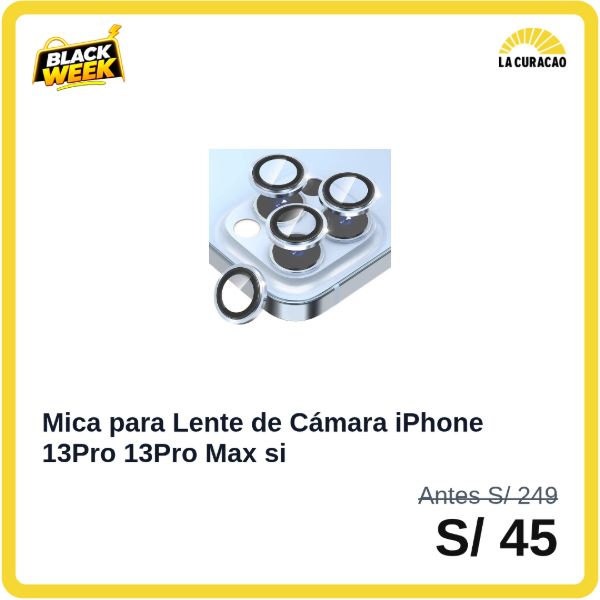 BLACK
WEEK
LA CURACAO
Mica para Lente de Cámara iPhone
13Pro 13Pro Max si
Antes S/ 249
S/ 45